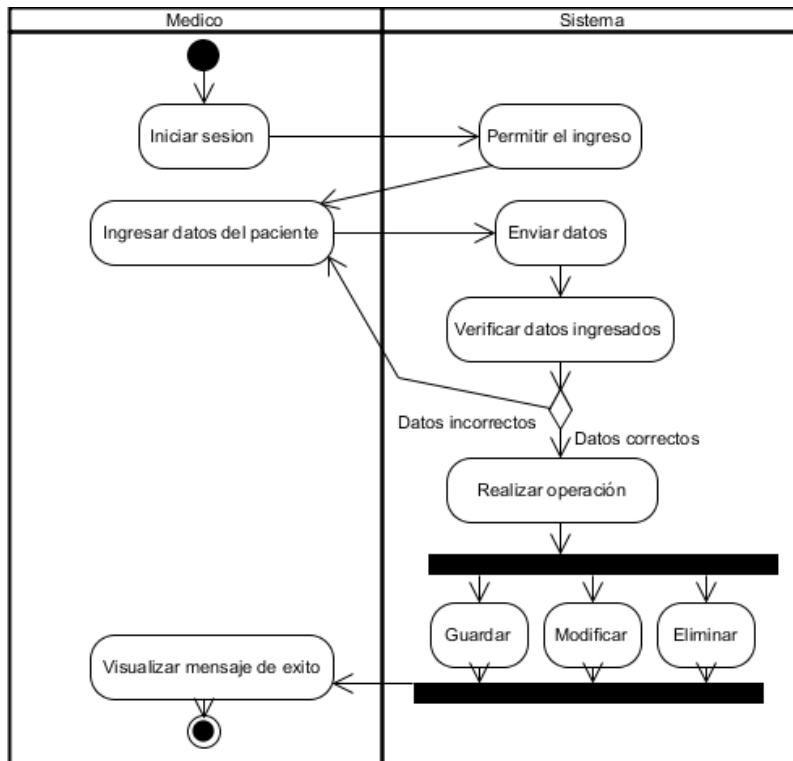 Medico
Sistema
Iniciar sesion
Permitir el ingreso
Ingresar datos del paciente
Enviar datos
Verificar datos ingresados
Datos incorrectos
Datos correctos
Realizar operación
Guardar
Modificar
Eliminar
Visualizar mensaje de exito